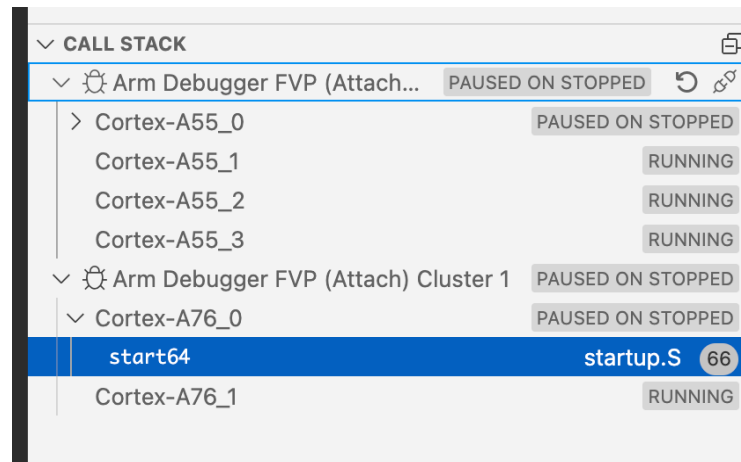 CALL STACK
Arm Debugger FVP (Attach... PAUSED ON STOPPED
Cortex-A55_0 PAUSED ON STOPPED
Cortex-A55_1 RUNNING
Cortex-A55_2 RUNNING
Cortex-A55_3 RUNNING
Arm Debugger FVP (Attach) Cluster 1 PAUSED ON STOPPED
Cortex-A76_0 PAUSED ON STOPPED
start64 startup.S 66
Cortex-A76_1 RUNNING